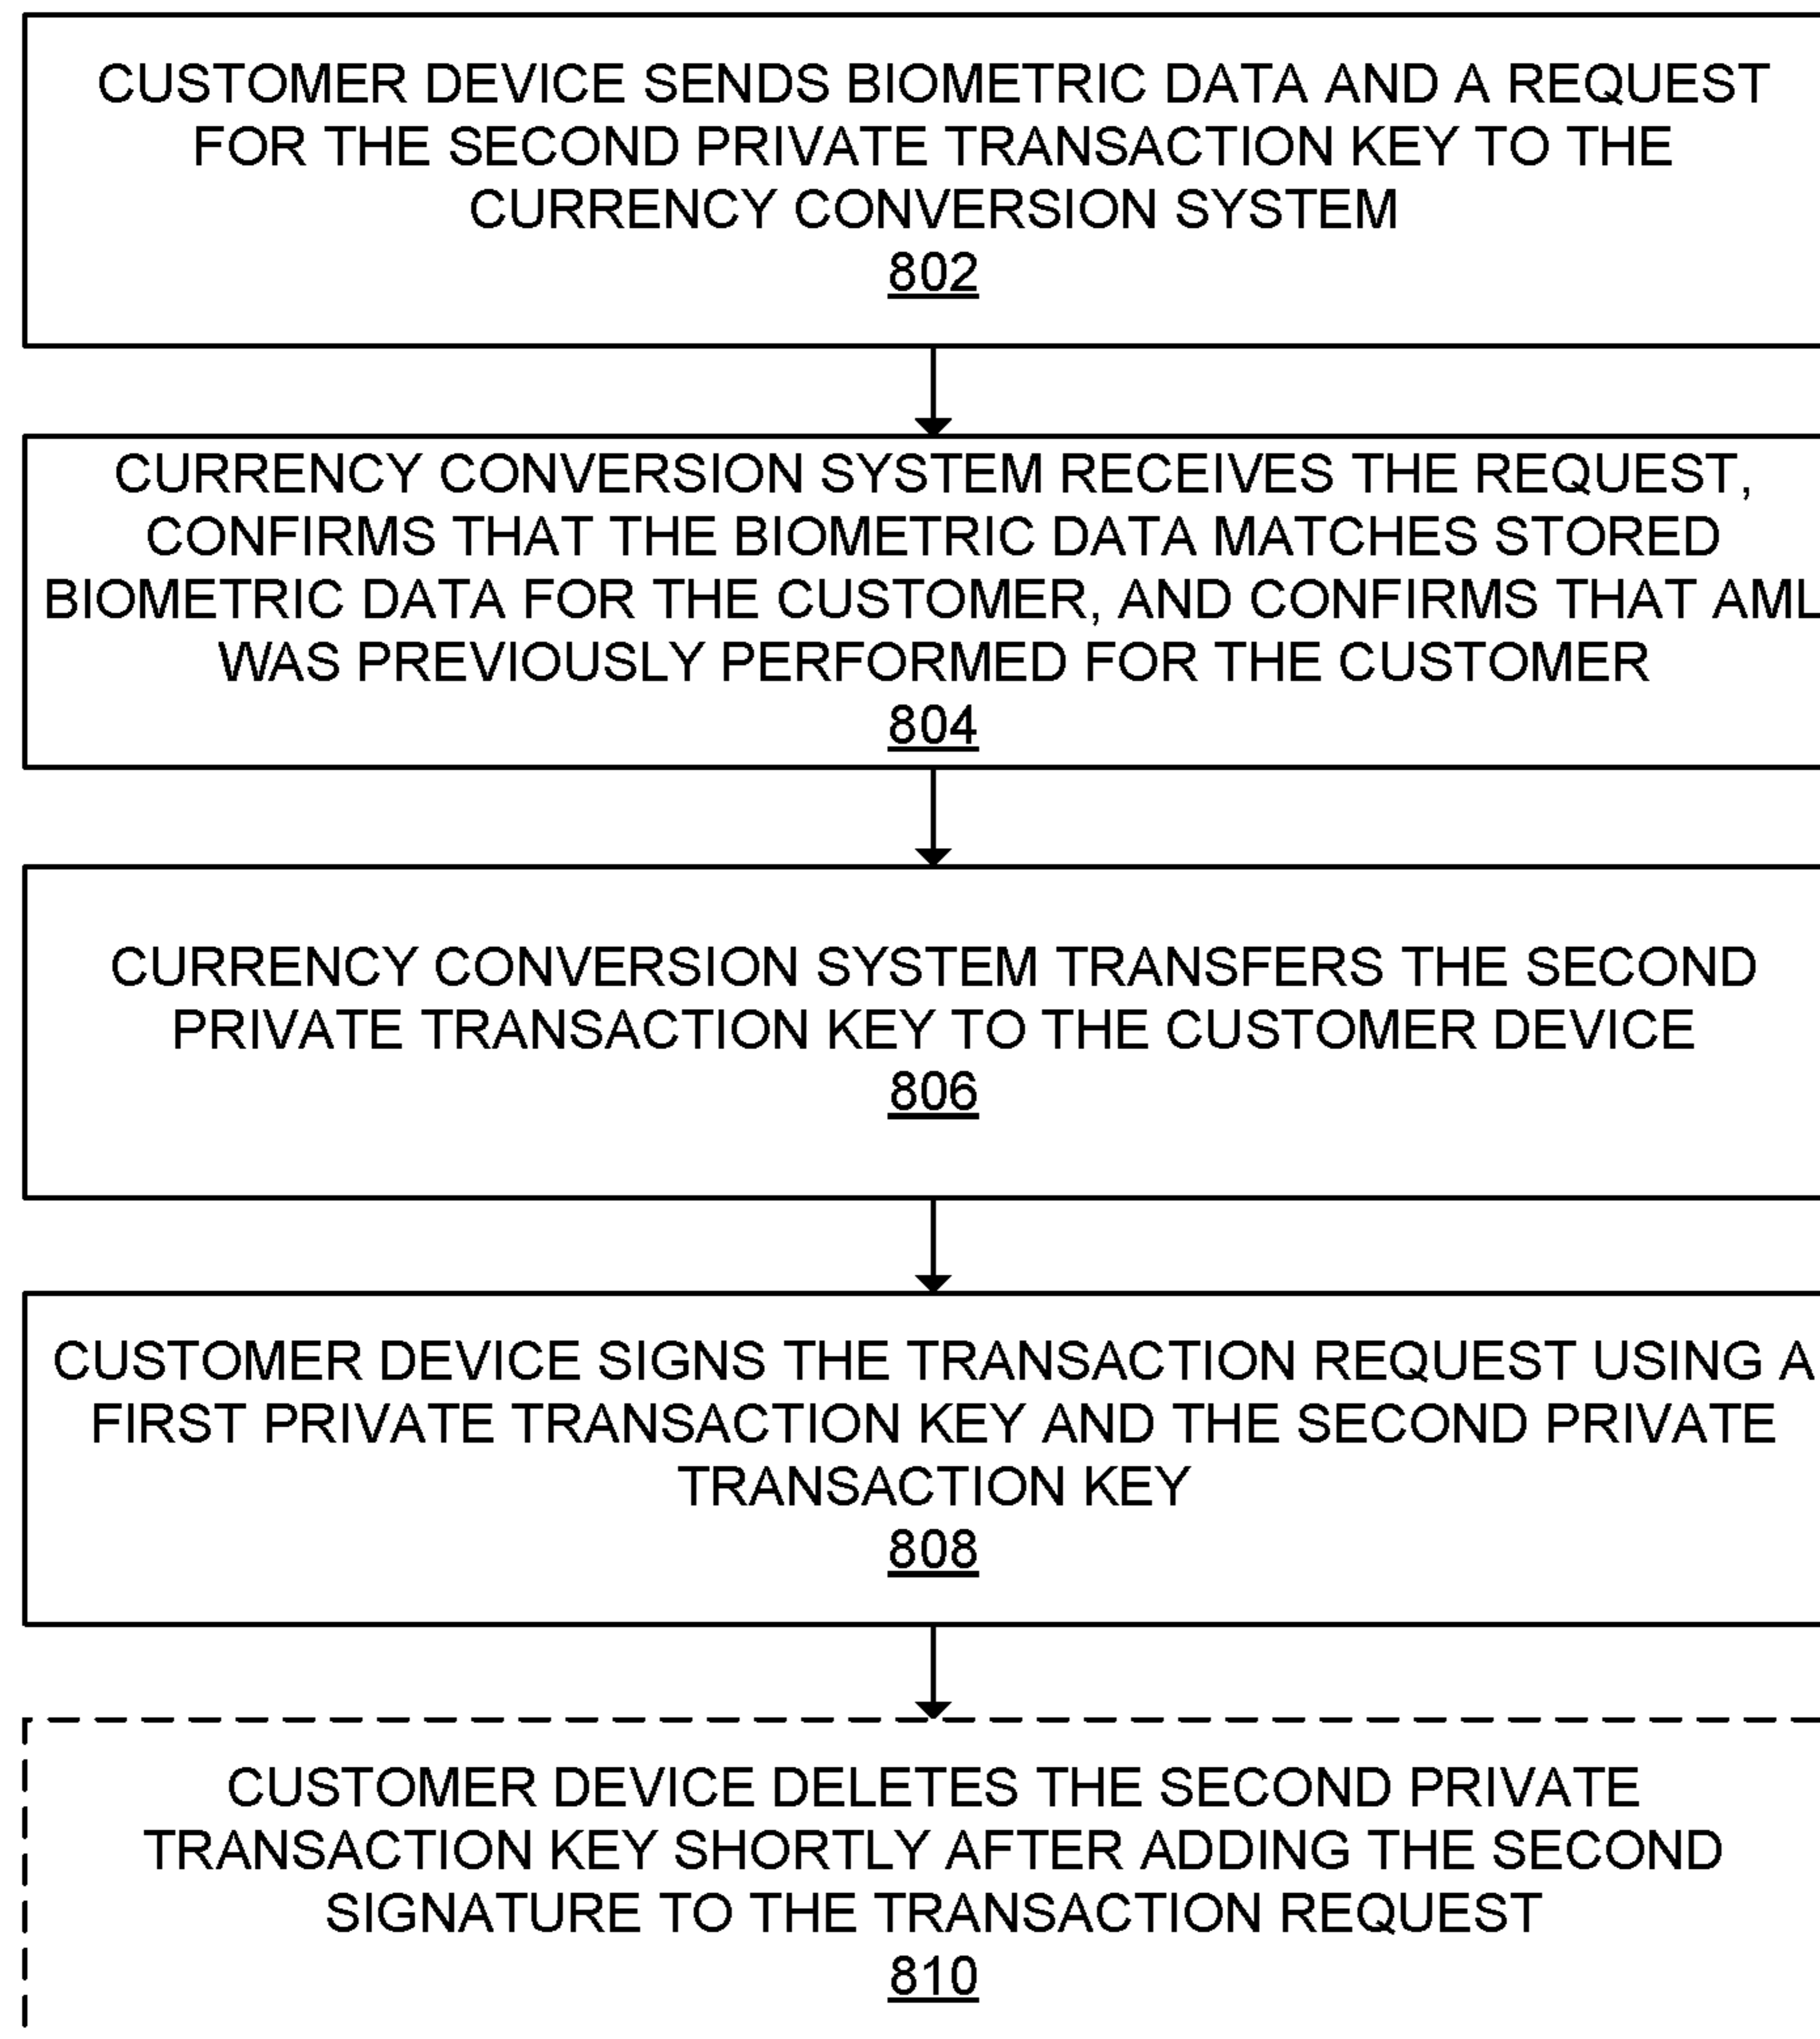 CUSTOMER DEVICE SENDS BIOMETRIC DATA AND A REQUEST
FOR THE SECOND PRIVATE TRANSACTION KEY TO THE
CURRENCY CONVERSION SYSTEM
802
CURRENCY CONVERSION SYSTEM RECEIVES THE REQUEST,
CONFIRMS THAT THE BIOMETRIC DATA MATCHES STORED
BIOMETRIC DATA FOR THE CUSTOMER, AND CONFIRMS THAT AML
WAS PREVIOUSLY PERFORMED FOR THE CUSTOMER
804
CURRENCY CONVERSION SYSTEM TRANSFERS THE SECOND
PRIVATE TRANSACTION KEY TO THE CUSTOMER DEVICE
806
CUSTOMER DEVICE SIGNS THE TRANSACTION REQUEST USING A
FIRST PRIVATE TRANSACTION KEY AND THE SECOND PRIVATE
TRANSACTION KEY
808
CUSTOMER DEVICE DELETES THE SECOND PRIVATE
TRANSACTION KEY SHORTLY AFTER ADDING THE SECOND
SIGNATURE TO THE TRANSACTION REQUEST
810